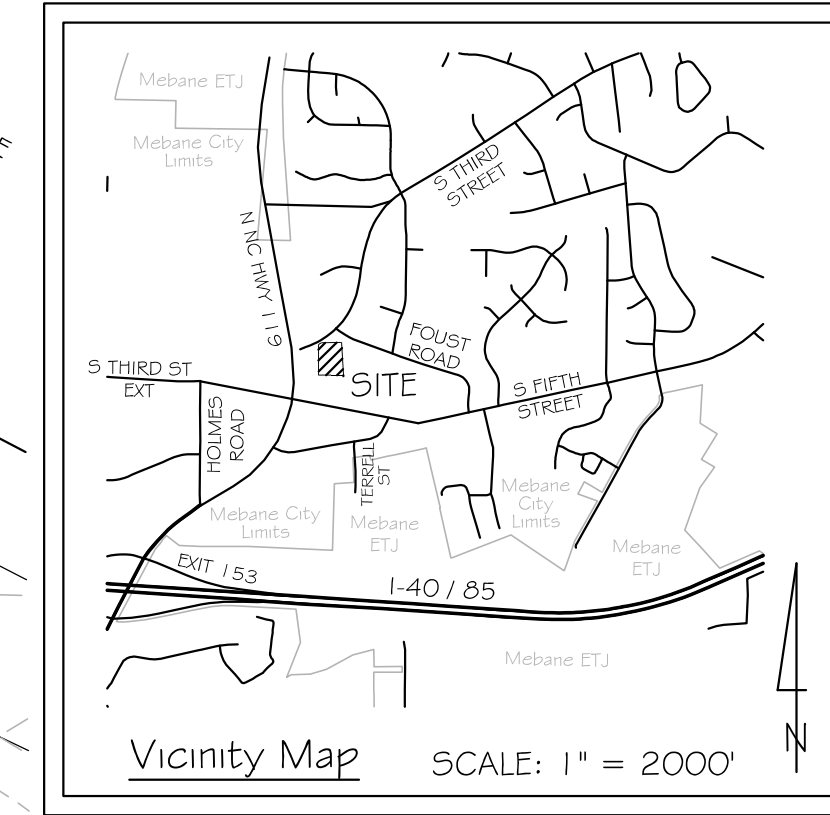 Mebane ETJ
Mebane City
Limits
S THIRD
STREET
N NC HWY 119
FOUST
ROAD
S THIRD ST
EXT
SITE
S FIFTH
STREET
HOLMES
ROAD
TERRELL
ST
Mebane City
Limits
Mebane
ETJ
Mebane
City
Limits
Mebane
ETJ
EXIT 153
I-40 / 85
Mebane ETJ
N
Vicinity Map
SCALE: 1" = 2000'